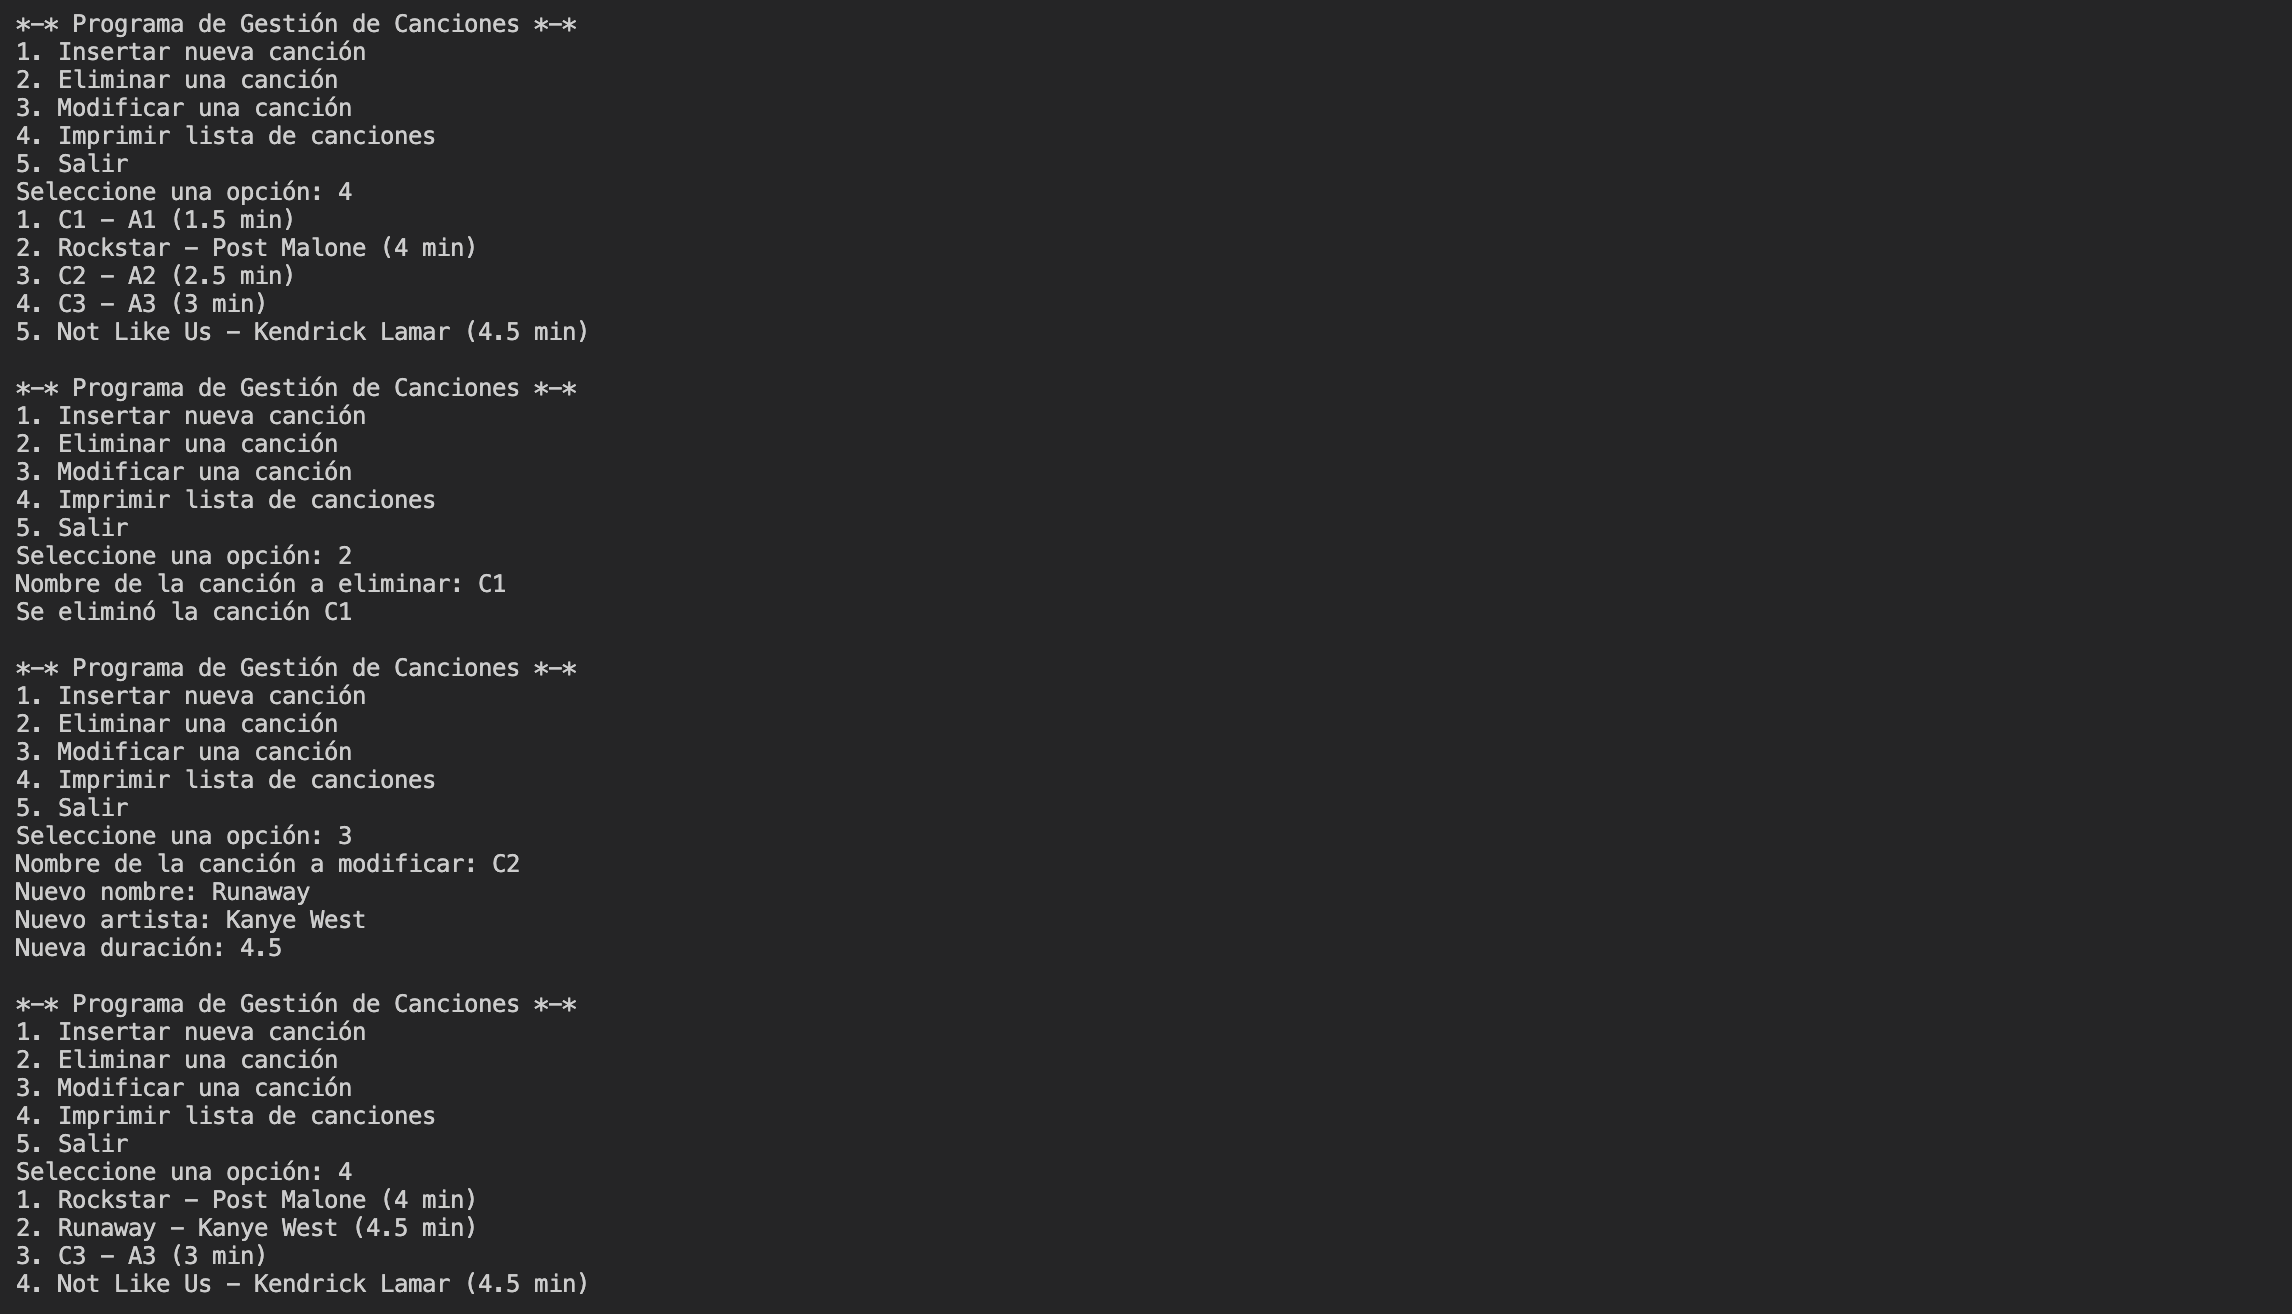 *-* Programa de Gestión de Canciones *-*
1. Insertar nueva canción
2. Eliminar una canción
3. Modificar una canción
4. Imprimir lista de canciones
5. Salir
Seleccione una opción: 4
1. C1 - A1 (1.5 min)
2. Rockstar - Post Malone (4 min)
3. C2 - A2 (2.5 min)
4. C3 - A3 (3 min)
5. Not Like Us - Kendrick Lamar (4.5 min)

*-* Programa de Gestión de Canciones *-*
1. Insertar nueva canción
2. Eliminar una canción
3. Modificar una canción
4. Imprimir lista de canciones
5. Salir
Seleccione una opción: 2
Nombre de la canción a eliminar: C1
Se eliminó la canción C1

*-* Programa de Gestión de Canciones *-*
1. Insertar nueva canción
2. Eliminar una canción
3. Modificar una canción
4. Imprimir lista de canciones
5. Salir
Seleccione una opción: 3
Nombre de la canción a modificar: C2
Nuevo nombre: Runaway
Nuevo artista: Kanye West
Nueva duración: 4.5

*-* Programa de Gestión de Canciones *-*
1. Insertar nueva canción
2. Eliminar una canción
3. Modificar una canción
4. Imprimir lista de canciones
5. Salir
Seleccione una opción: 4
1. Rockstar - Post Malone (4 min)
2. Runaway - Kanye West (4.5 min)
3. C3 - A3 (3 min)
4. Not Like Us - Kendrick Lamar (4.5 min)